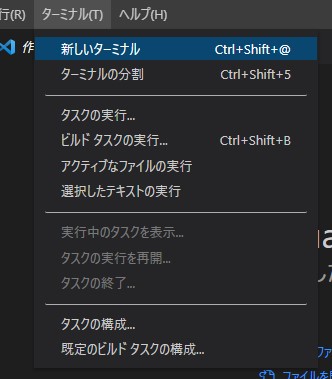 行(R) ターミナル(T) ヘルプ(H)
作
新しいターミナル Ctrl+Shift+@
ターミナルの分割 Ctrl+Shift+5
タスクの実行...
ビルド タスクの実行... Ctrl+Shift+B
アクティブなファイルの実行
選択したテキストの実行
実行中のタスクを表示...
タスクの実行を再開...
タスクの終了...
タスクの構成...
既定のビルド タスクの構成...
ファイルを